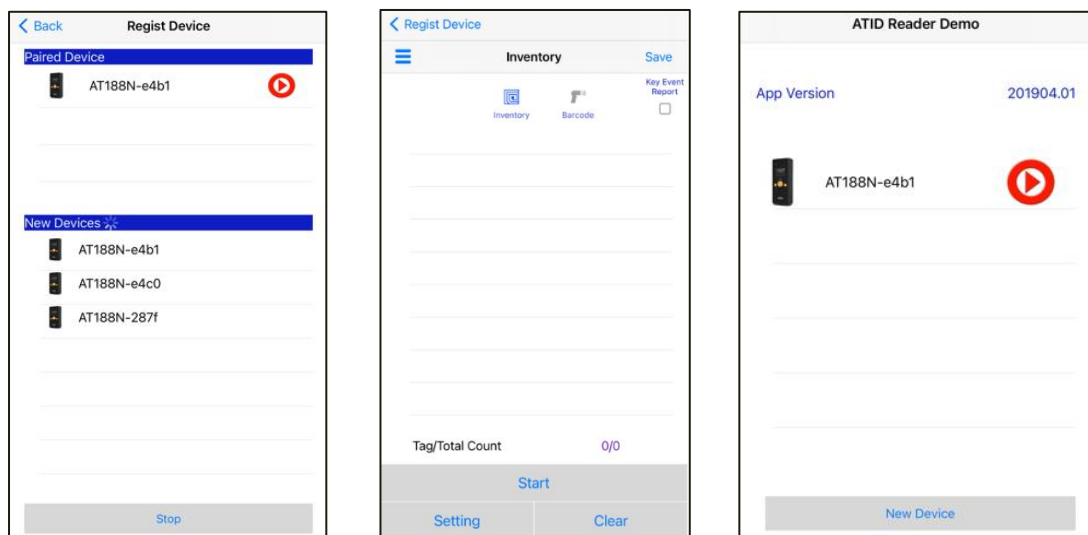 Back Regist Device
Paired Device
AT188N-e4b1
New Devices
AT188N-e4b1
AT188N-e4c0
AT188N-287f
Stop
Regist Device
Inventory Save
Key Event
Report
Inventory Barcode
Tag/Total Count 0/0
Start
Setting Clear
ATID Reader Demo
App Version 201904.01
AT188N-e4b1
New Device